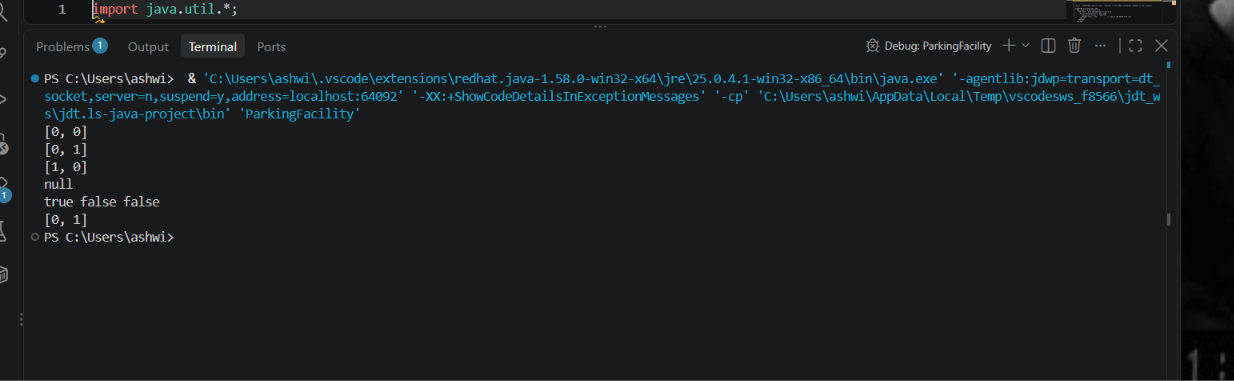 1 import java.util.*;
Problems 1 Output Terminal Ports Debug: ParkingFacility
PS C:\Users\ashwi> & 'C:\Users\ashwi\.vscode\extensions\redhat.java-1.58.0-win32-x64\jre\25.0.4.1-win32-x86_64\bin\java.exe' '-agentlib:jdwp=transport=dt_
socket,server=n,suspend=y,address=localhost:64092' '-XX:+ShowCodeDetailsInExceptionMessages' '-cp' 'C:\Users\ashwi\AppData\Local\Temp\vscodesws_f8566\jdt_w
s\jdt.ls-java-project\bin' 'ParkingFacility'
[0, 0]
[0, 1]
[1, 0]
null
true false false
[0, 1]
PS C:\Users\ashwi>
1